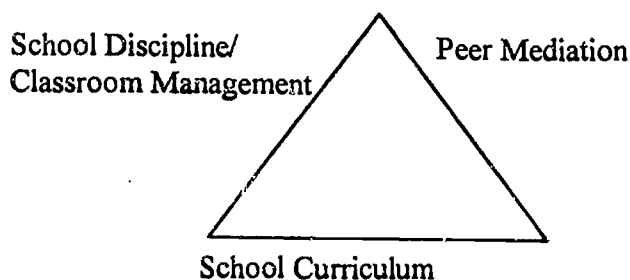 School Discipline/
Classroom Management
Peer Mediation
School Curriculum